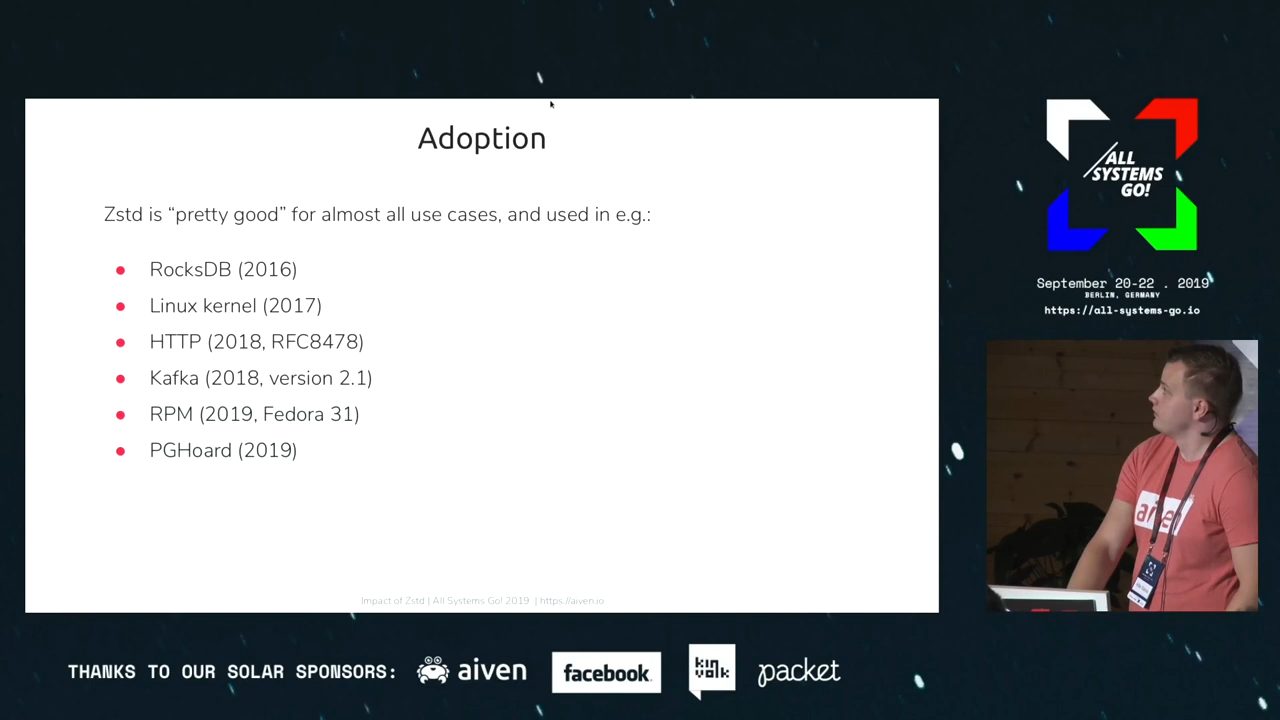 Adoption
Zstd is “pretty good” for almost all use cases, and used in e.g.:
● RocksDB (2016)
● Linux kernel (2017)
● HTTP (2018, RFC8478)
● Kafka (2018, version 2.1)
● RPM (2019, Fedora 31)
● PGHoard (2019)
Impact of Zstd | All Systems Go! 2019 | https://aiven.io
ALL
SYSTEMS
GO!
September 20-22 . 2019
BERLIN, GERMANY
https://all-systems-go.io
aiven
THANKS TO OUR SOLAR SPONSORS:
aiven
facebook
kin
volk
packet